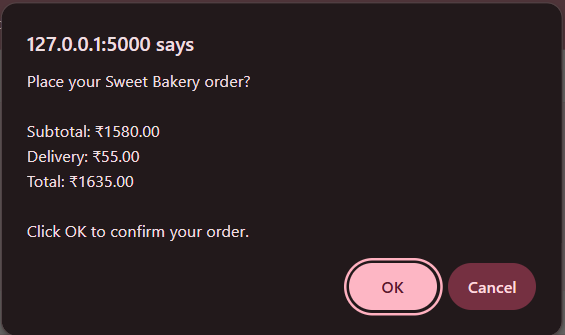 127.0.0.1:5000 says
Place your Sweet Bakery order?
Subtotal: ₹1580.00
Delivery: ₹55.00
Total: ₹1635.00
Click OK to confirm your order.
OK
Cancel